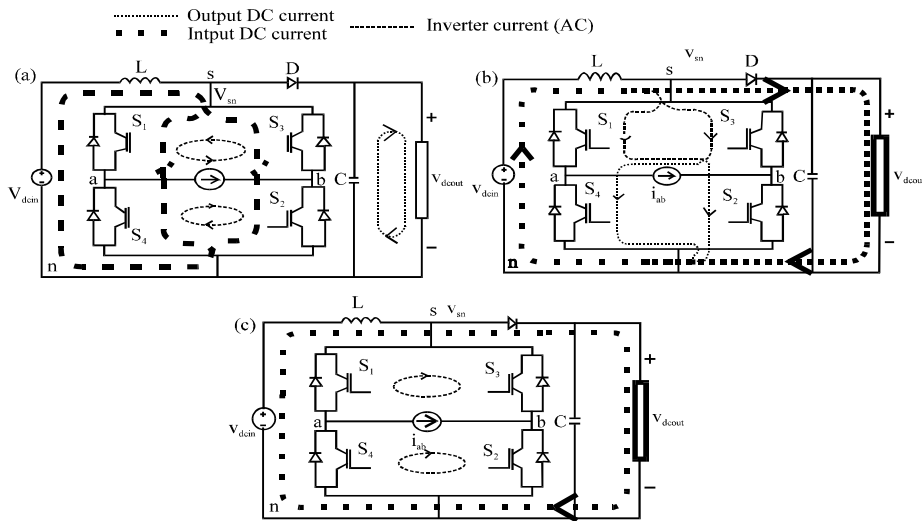 Output DC current
Intput DC current
Inverter current (AC)
(a)
L
s
D
V_sn
S_1
S_3
a
b
C
V_dcin
S_4
S_2
n
+
v_dcout
−
(b)
L
s
v_sn
D
S_1
S_3
a
b
C
i_ab
v_dcin
S_4
S_2
n
+
v_dcout
−
(c)
L
s
v_sn
S_1
S_3
a
b
C
i_ab
v_dcin
S_4
S_2
n
+
v_dcout
−